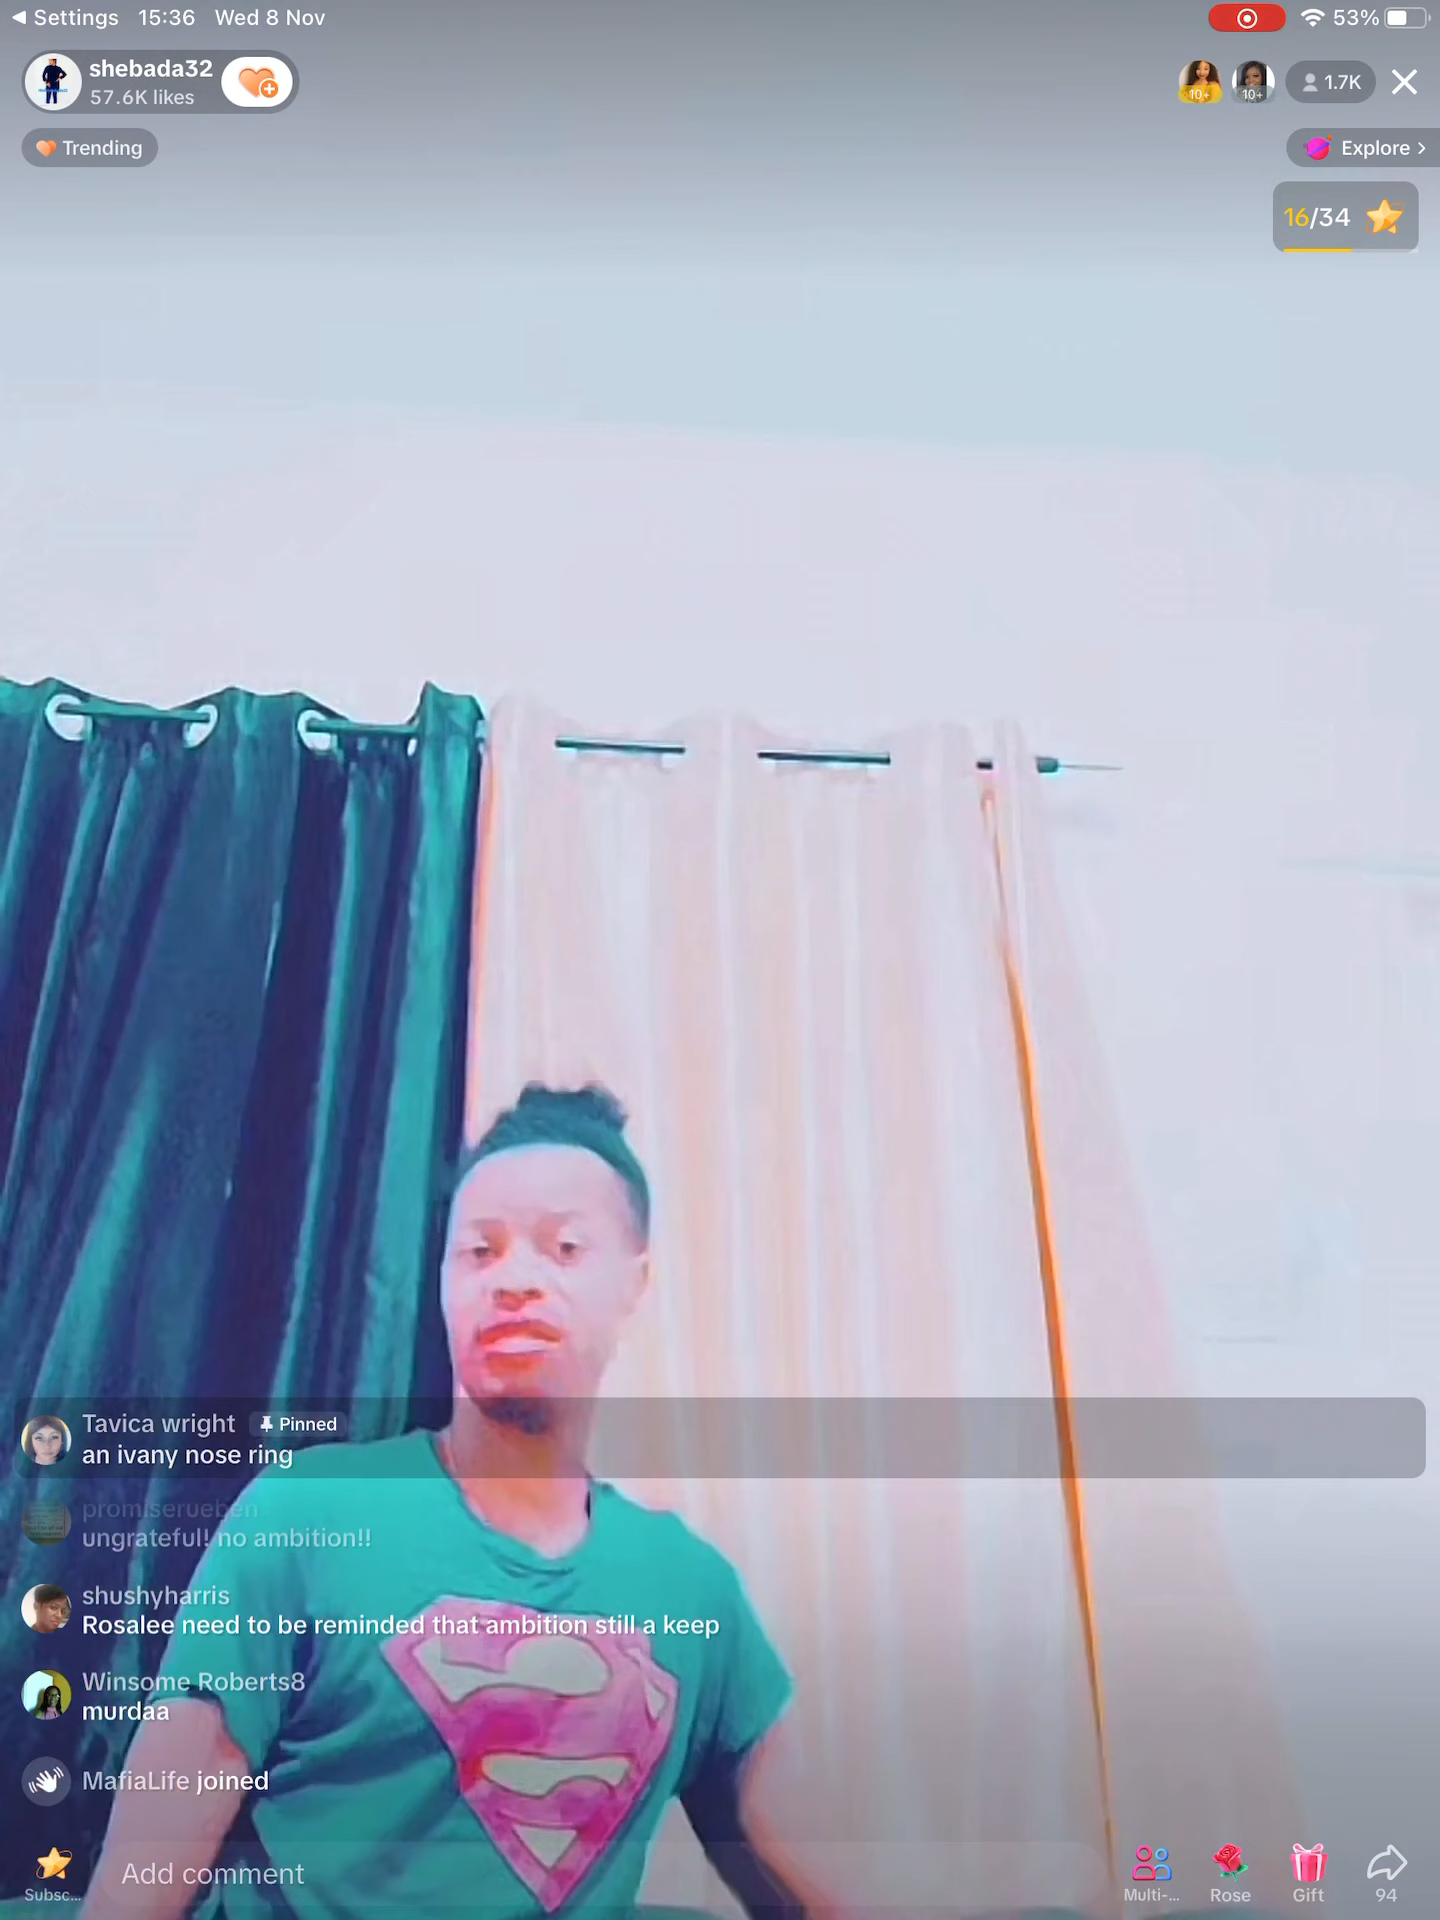 Settings 15:36 Wed 8 Nov 53%
shebada32
57.6K likes
10+ 10+ 1.7K
Trending
Explore >
16/34
Tavica wright Pinned
an ivany nose ring
promiserueben
ungrateful! no ambition!!
shushyharris
Rosalee need to be reminded that ambition still a keep
Winsome Roberts8
murdaa
MafiaLife joined
Add comment
Subsc... Multi-... Rose Gift 94